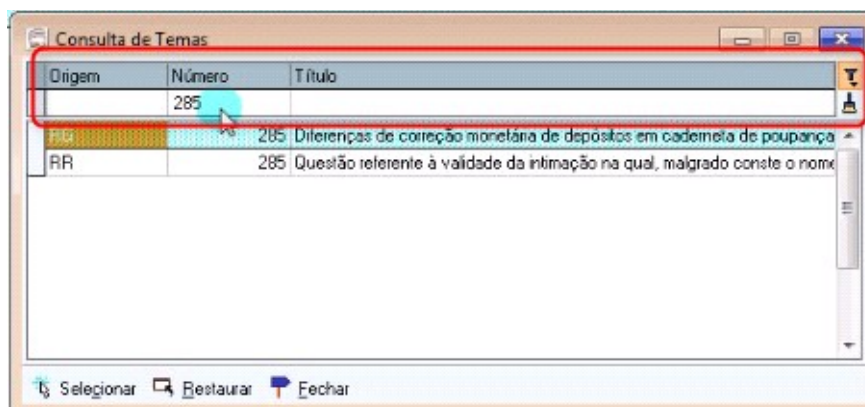 Consulta de Temas
Origem Número Título
285
RG 285 Diferenças de correção monetária de depósitos em caderneta de poupança
RR 285 Questão referente à validade da intimação na qual, malgrado conste o nome
Selecionar Restaurar Fechar